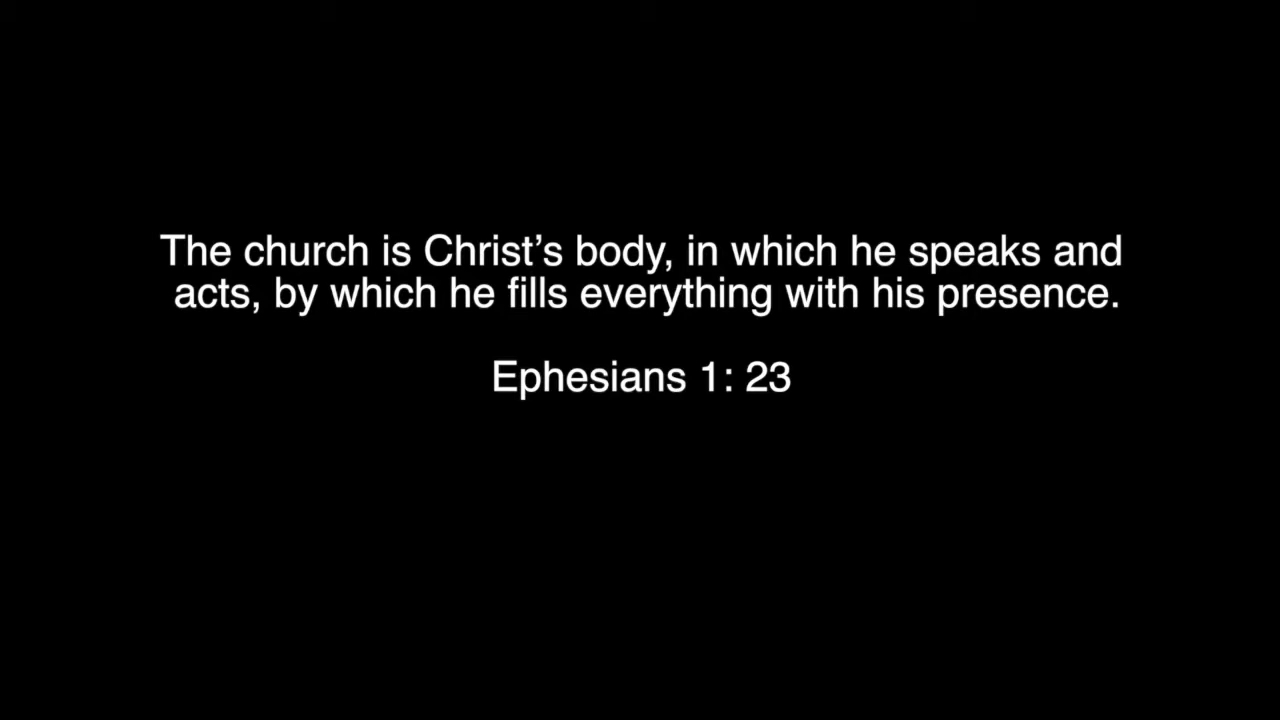 The church is Christ’s body, in which he speaks and
acts, by which he fills everything with his presence.
Ephesians 1: 23